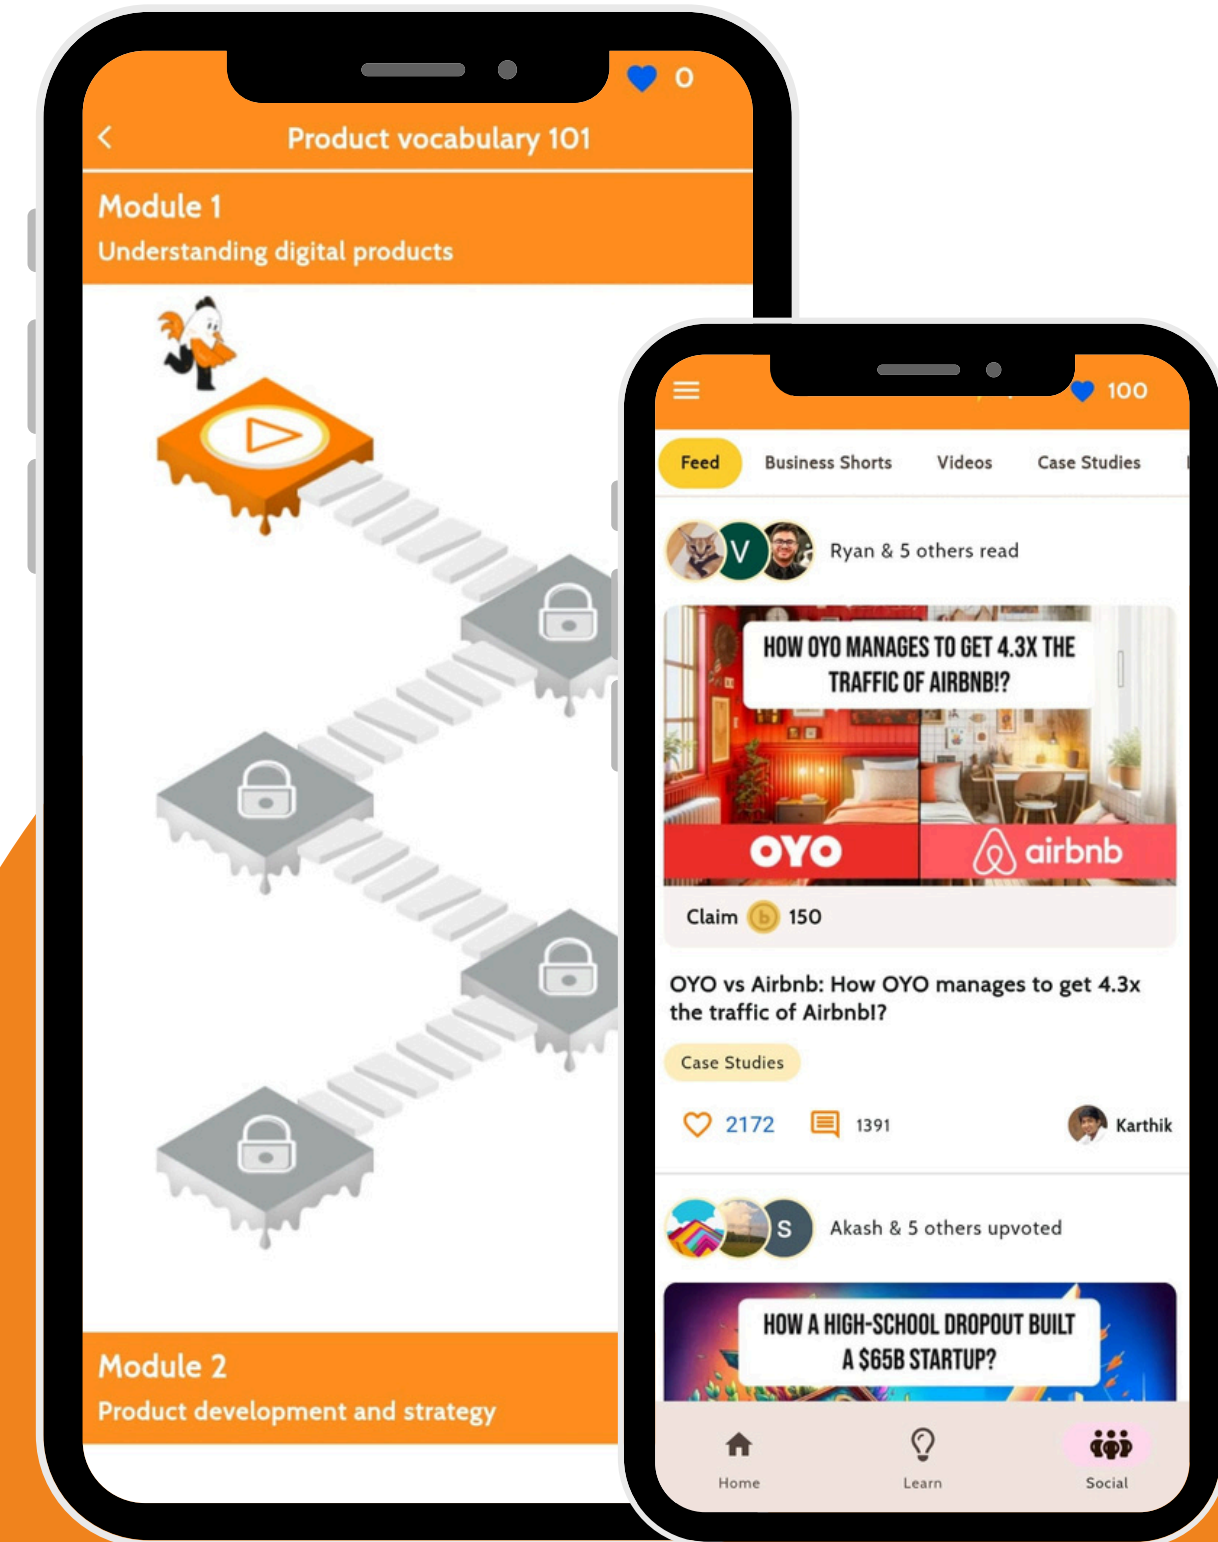 0
Product vocabulary 101
Module 1
Understanding digital products
Module 2
Product development and strategy
100
Feed
Business Shorts
Videos
Case Studies
V
Ryan & 5 others read
HOW OYO MANAGES TO GET 4.3X THE
TRAFFIC OF AIRBNB!?
OYO
airbnb
Claim b 150
OYO vs Airbnb: How OYO manages to get 4.3x
the traffic of Airbnb!?
Case Studies
2172
1391
Karthik
S
Akash & 5 others upvoted
HOW A HIGH-SCHOOL DROPOUT BUILT
A $65B STARTUP?
Home
Learn
Social